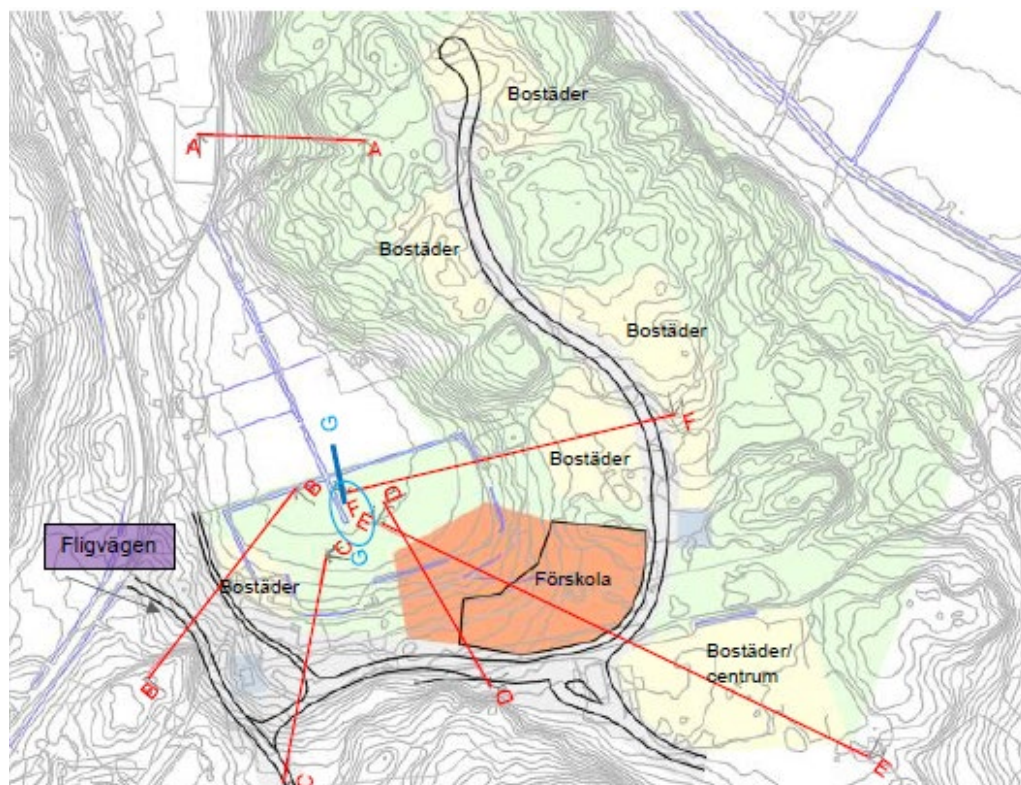 Bostäder
A
A
Bostäder
Bostäder
G
F
Bostäder
B
D
F
E
C
G
Fligvägen
Förskola
Bostäder
Bostäder/
centrum
B
D
E
C